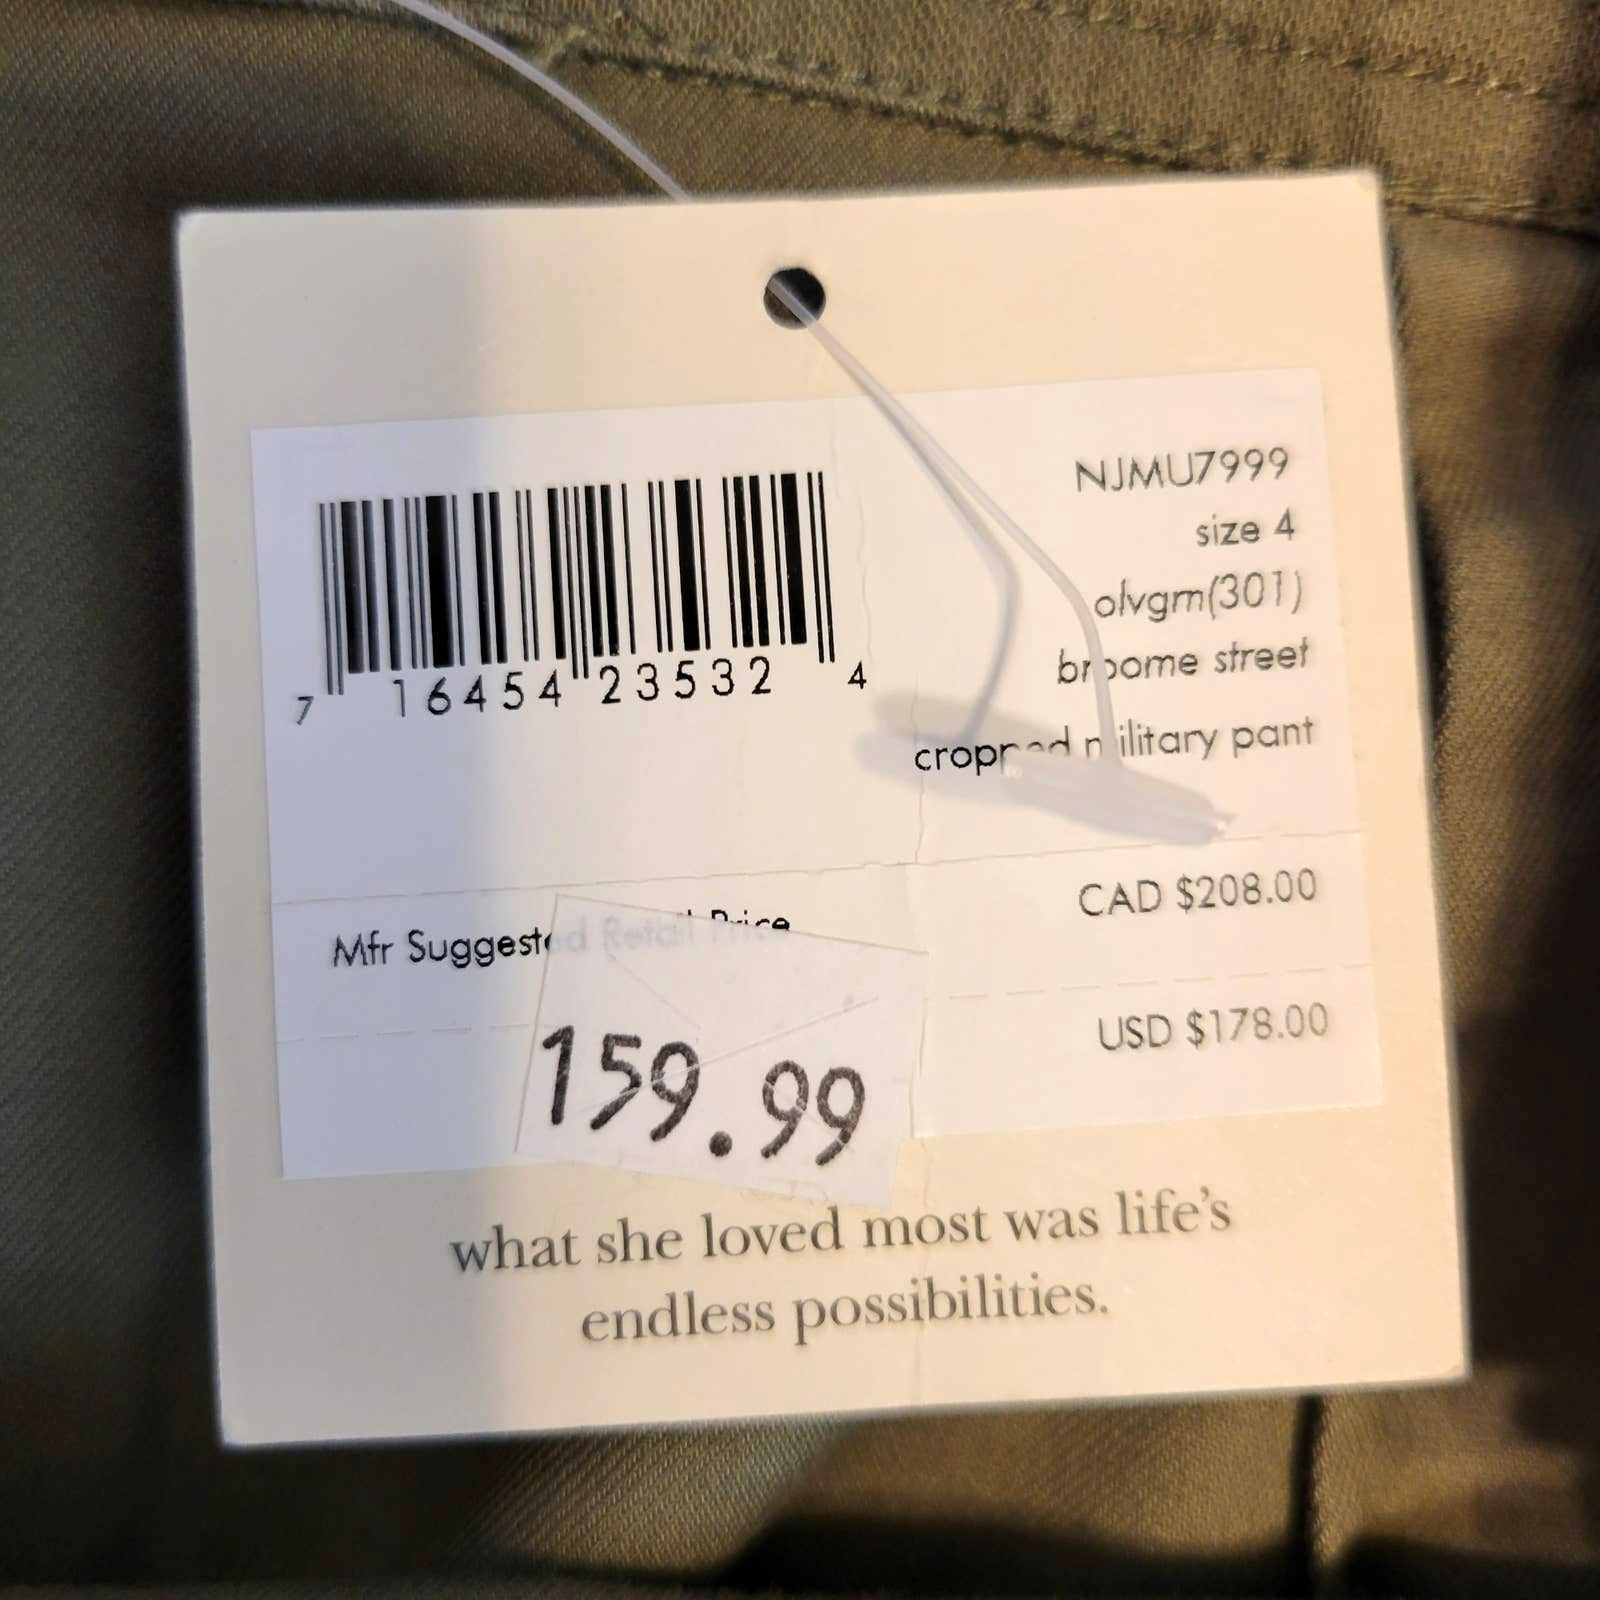 NJMU7999
size 4
olvgrn(301)
broome street
cropped military pant
7 16454 23532 4
Mfr Suggested Retail Price
CAD $208.00
USD $178.00
159.99
what she loved most was life's
endless possibilities.